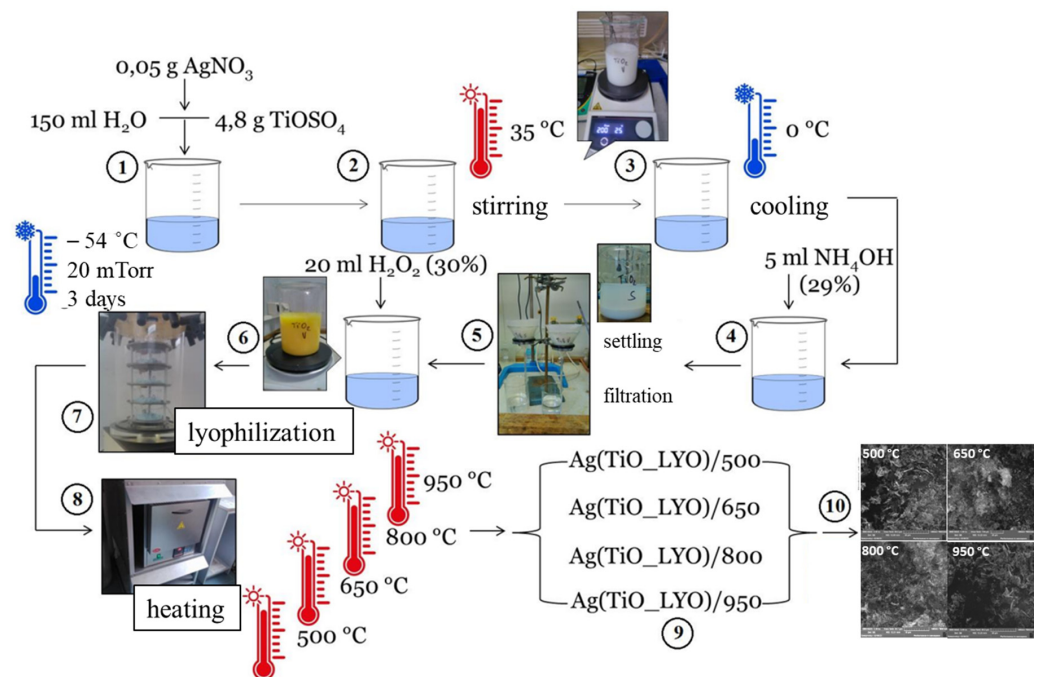 0,05 g AgNO₃
150 ml H₂O
4,8 g TiOSO₄
1
2
35 °C
stirring
TiO₂
V
3
0 °C
cooling
– 54 °C
20 mTorr
3 days
20 ml H₂O₂ (30%)
5 ml NH₄OH
(29%)
4
TiO₂
S
settling
filtration
5
6
TiO₂
V
7
lyophilization
8
heating
500 °C
650 °C
800 °C
950 °C
Ag(TiO_LYO)/500
Ag(TiO_LYO)/650
Ag(TiO_LYO)/800
Ag(TiO_LYO)/950
9
10
500 °C
650 °C
800 °C
950 °C